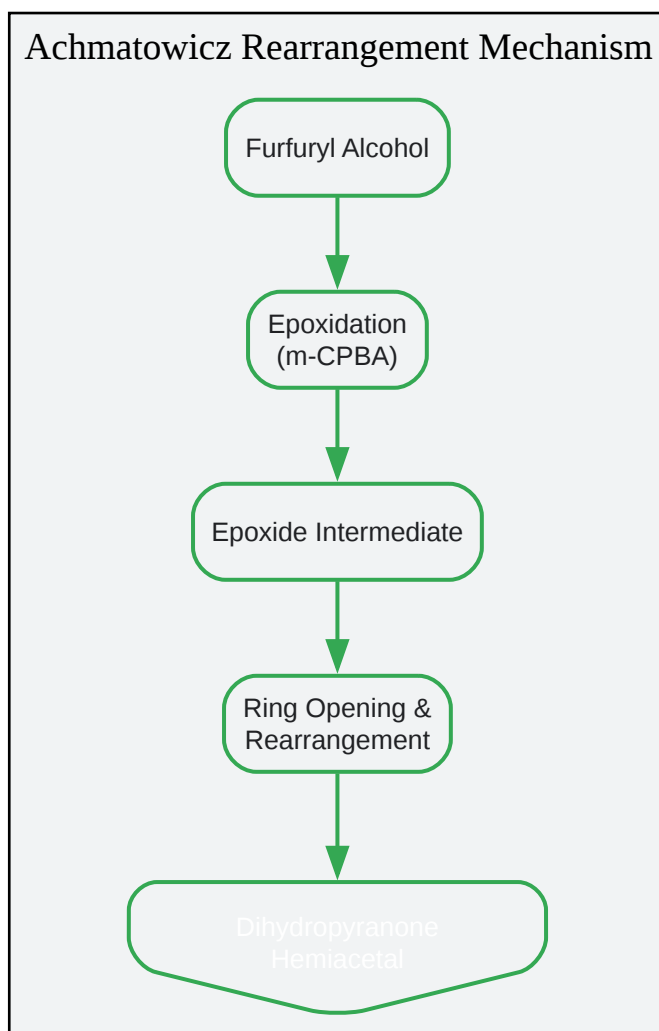 Achmatowicz Rearrangement Mechanism
Furfuryl Alcohol
Epoxidation
(m-CPBA)
Epoxide Intermediate
Ring Opening &
Rearrangement
Dihydropyranone
Hemiacetal